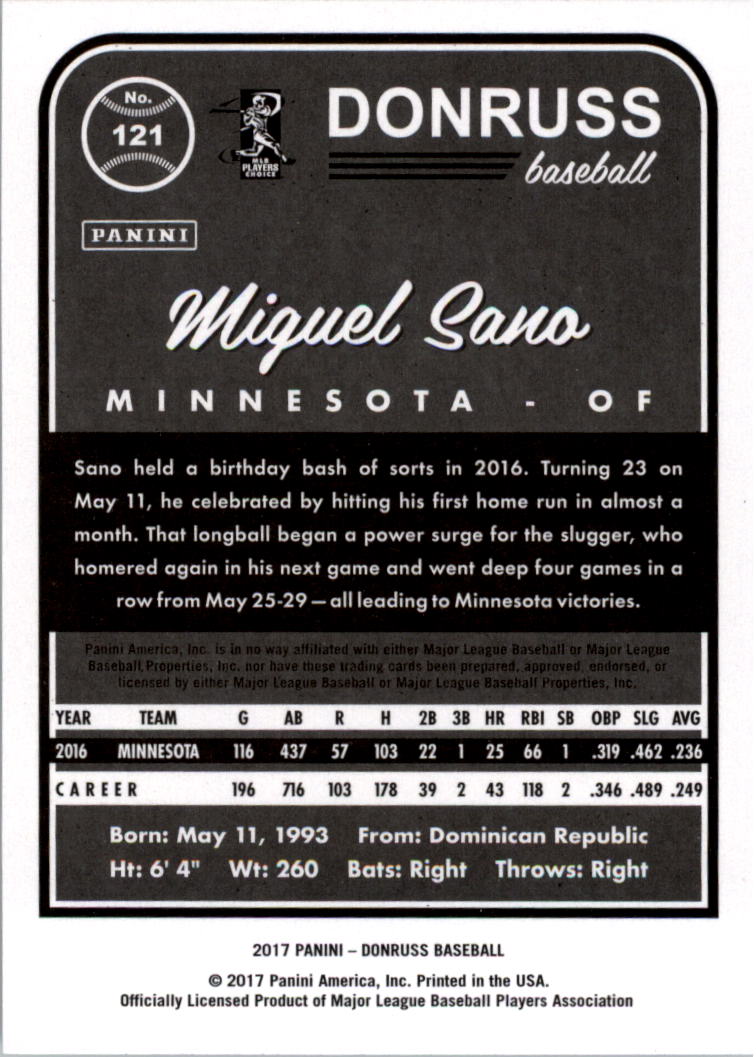 No.
121
MLB
PLAYERS
CHOICE
DONRUSS
baseball
PANINI
Miguel Sano
MINNESOTA - OF
Sano held a birthday bash of sorts in 2016. Turning 23 on
May 11, he celebrated by hitting his first home run in almost a
month. That longball began a power surge for the slugger, who
homered again in his next game and went deep four games in a
row from May 25-29 — all leading to Minnesota victories.
Panini America, Inc. is in no way affiliated with either Major League Baseball or Major League
Baseball Properties, Inc. nor have these trading cards been prepared, approved, endorsed, or
licensed by either Major League Baseball or Major League Baseball Properties, Inc.
YEAR TEAM G AB R H 2B 3B HR RBI SB OBP SLG AVG
2016 MINNESOTA 116 437 57 103 22 1 25 66 1 .319 .462 .236
CAREER 196 716 103 178 39 2 43 118 2 .346 .489 .249
Born: May 11, 1993 From: Dominican Republic
Ht: 6' 4" Wt: 260 Bats: Right Throws: Right
2017 PANINI – DONRUSS BASEBALL
© 2017 Panini America, Inc. Printed in the USA.
Officially Licensed Product of Major League Baseball Players Association